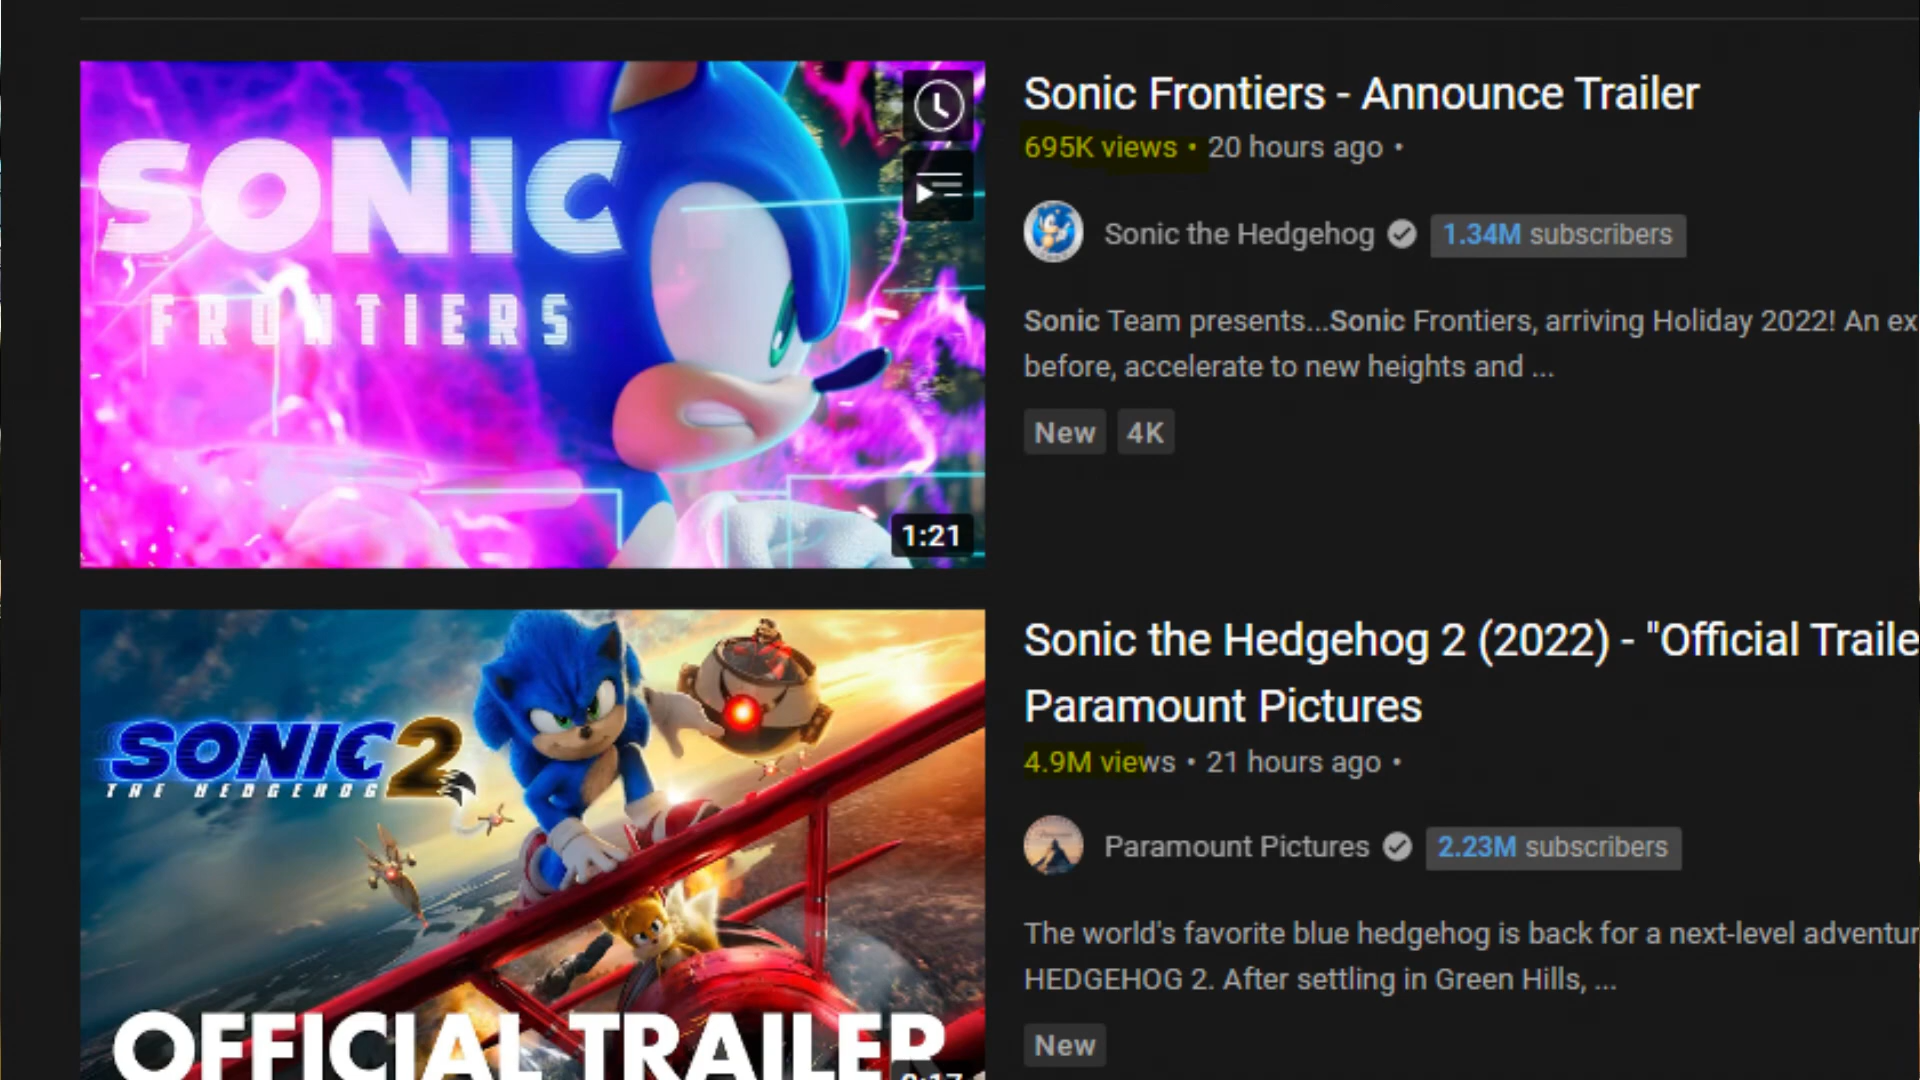 SONIC
FRONTIERS
1:21
Sonic Frontiers - Announce Trailer
695K views • 20 hours ago •
Sonic the Hedgehog 1.34M subscribers
Sonic Team presents...Sonic Frontiers, arriving Holiday 2022! An ex
before, accelerate to new heights and ...
New 4K
SONIC 2
THE HEDGEHOG
OFFICIAL TRAILER
Sonic the Hedgehog 2 (2022) - "Official Traile
Paramount Pictures
4.9M views • 21 hours ago •
Paramount Pictures 2.23M subscribers
The world's favorite blue hedgehog is back for a next-level adventur
HEDGEHOG 2. After settling in Green Hills, ...
New